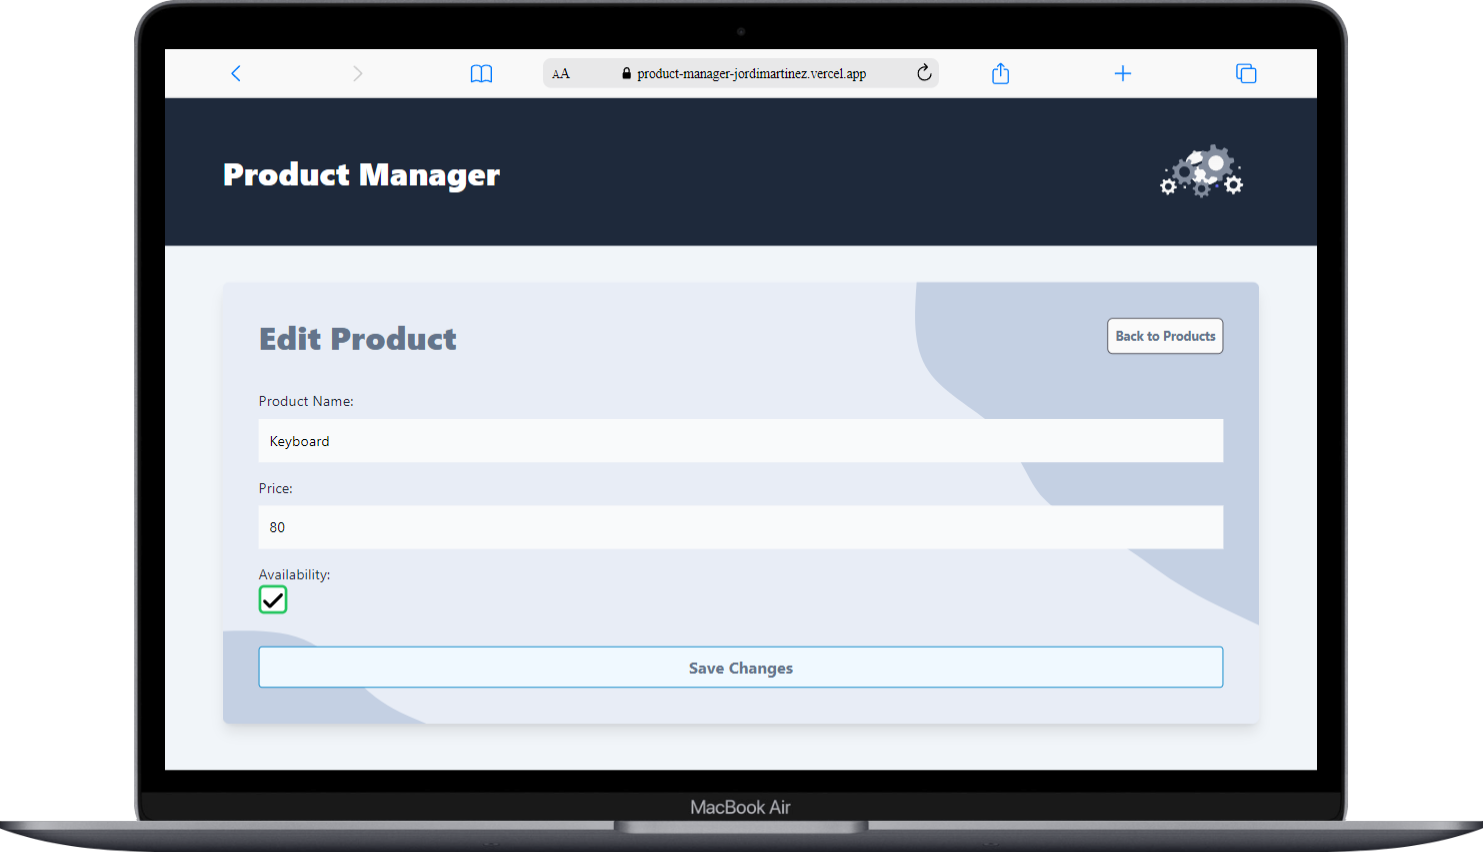 AA product-manager-jordimartinez.vercel.app
Product Manager
Edit Product
Back to Products
Product Name:
Keyboard
Price:
80
Availability:
Save Changes
MacBook Air